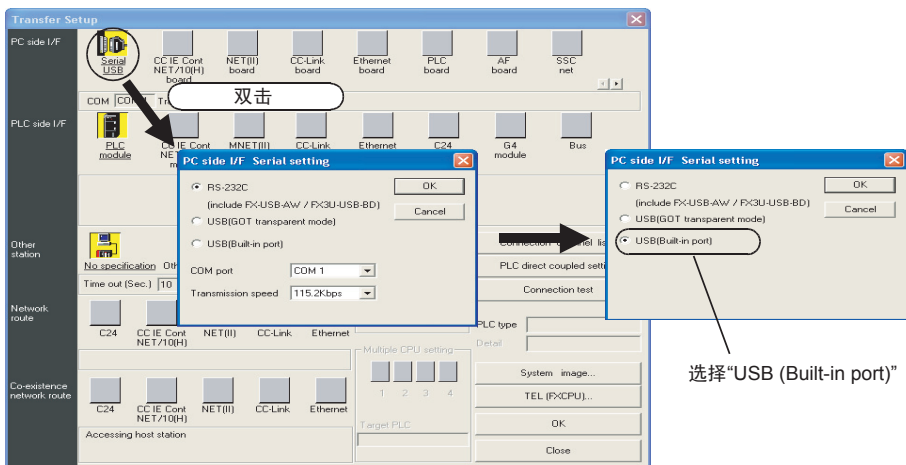 Transfer Setup
PC side I/F
Serial
USB
CC IE Cont
NET/10(H)
board
NET(II)
board
CC-Link
board
Ethernet
board
PLC
board
AF
board
SSC
net
COM
双击
PLC side I/F
PLC
module
MNET(II)
CC-Link
Ethernet
C24
G4
module
Bus
PC side I/F Serial setting
RS-232C
(include FX-USB-AW / FX3U-USB-BD)
USB(GOT transparent mode)
USB(Built-in port)
COM port
COM 1
Transmission speed
115.2Kbps
OK
Cancel
PC side I/F Serial setting
RS-232C
(include FX-USB-AW / FX3U-USB-BD)
USB(GOT transparent mode)
USB(Built-in port)
OK
Cancel
选择“USB (Built-in port)”
Other
station
No specification
Time out (Sec.)
10
PLC direct coupled setti
Connection test
PLC type
Detail
Network
route
C24
CC IE Cont
NET/10(H)
NET(II)
CC-Link
Ethernet
Multiple CPU setting
1 2 3 4
Target PLC
System image...
TEL (FXCPU)...
OK
Close
Co-existence
network route
C24
CC IE Cont
NET/10(H)
NET(II)
CC-Link
Ethernet
Accessing host station